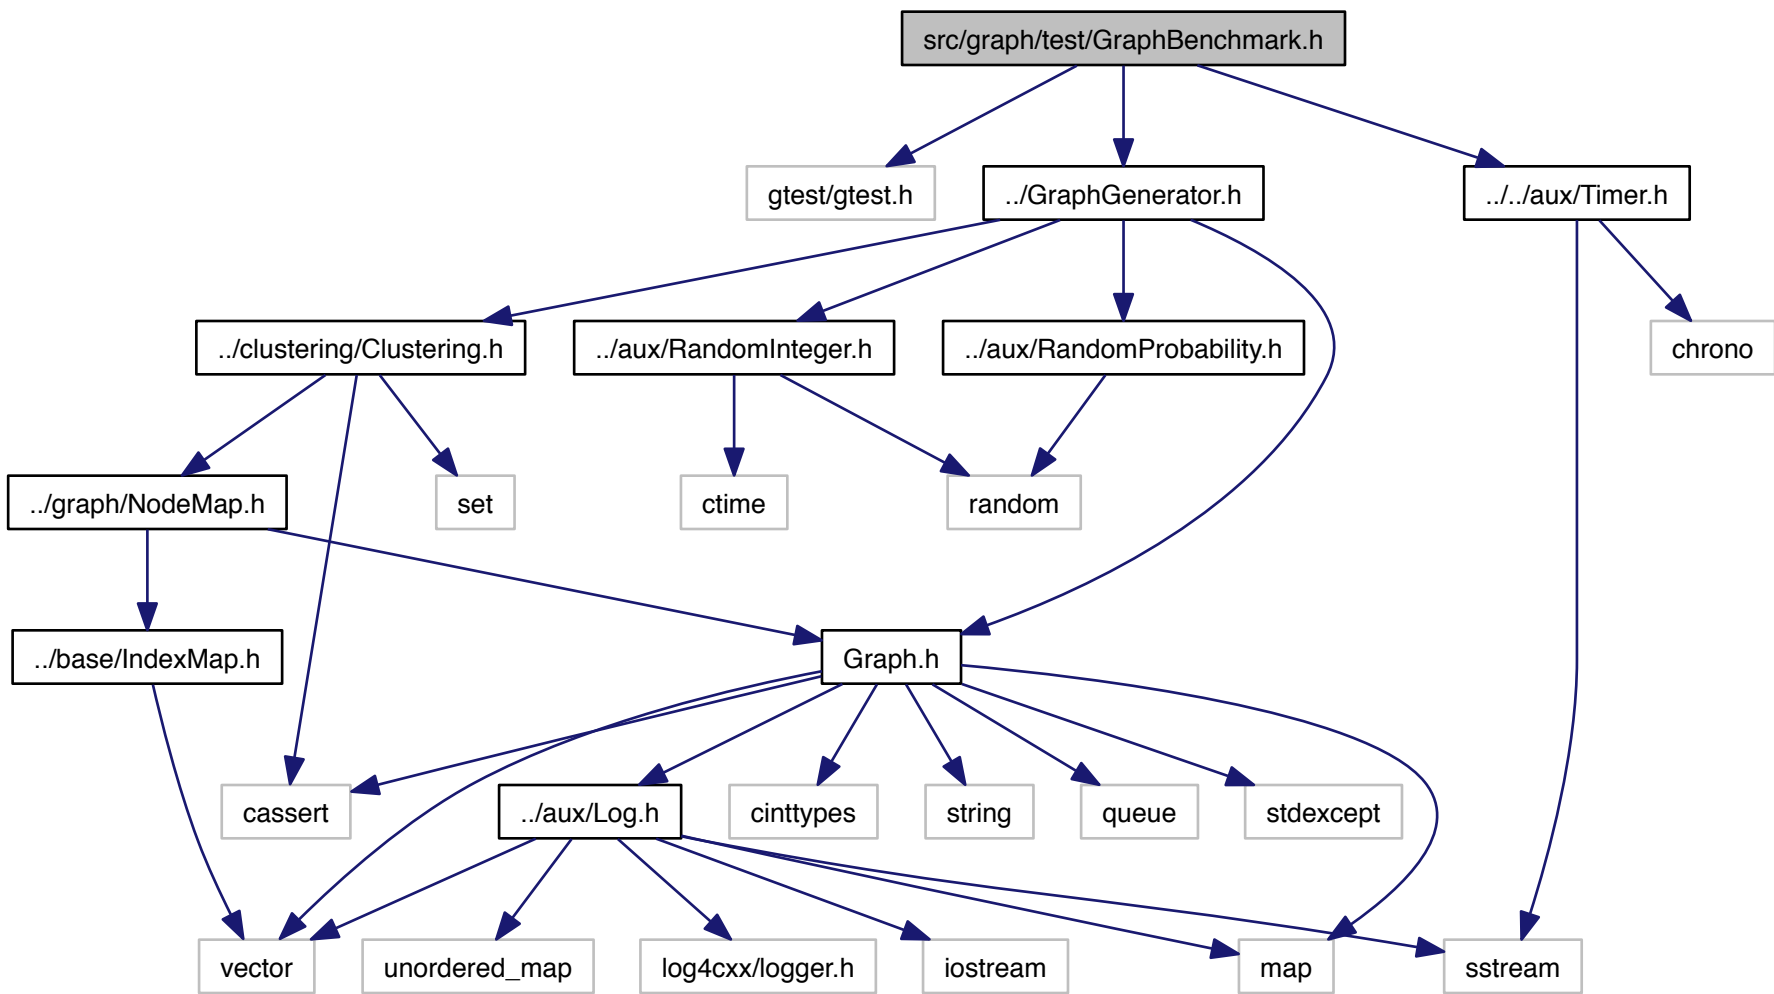 src/graph/test/GraphBenchmark.h
gtest/gtest.h
../GraphGenerator.h
../../aux/Timer.h
../clustering/Clustering.h
../aux/RandomInteger.h
../aux/RandomProbability.h
chrono
../graph/NodeMap.h
set
ctime
random
../base/IndexMap.h
Graph.h
cassert
../aux/Log.h
cinttypes
string
queue
stdexcept
vector
unordered_map
log4cxx/logger.h
iostream
map
sstream